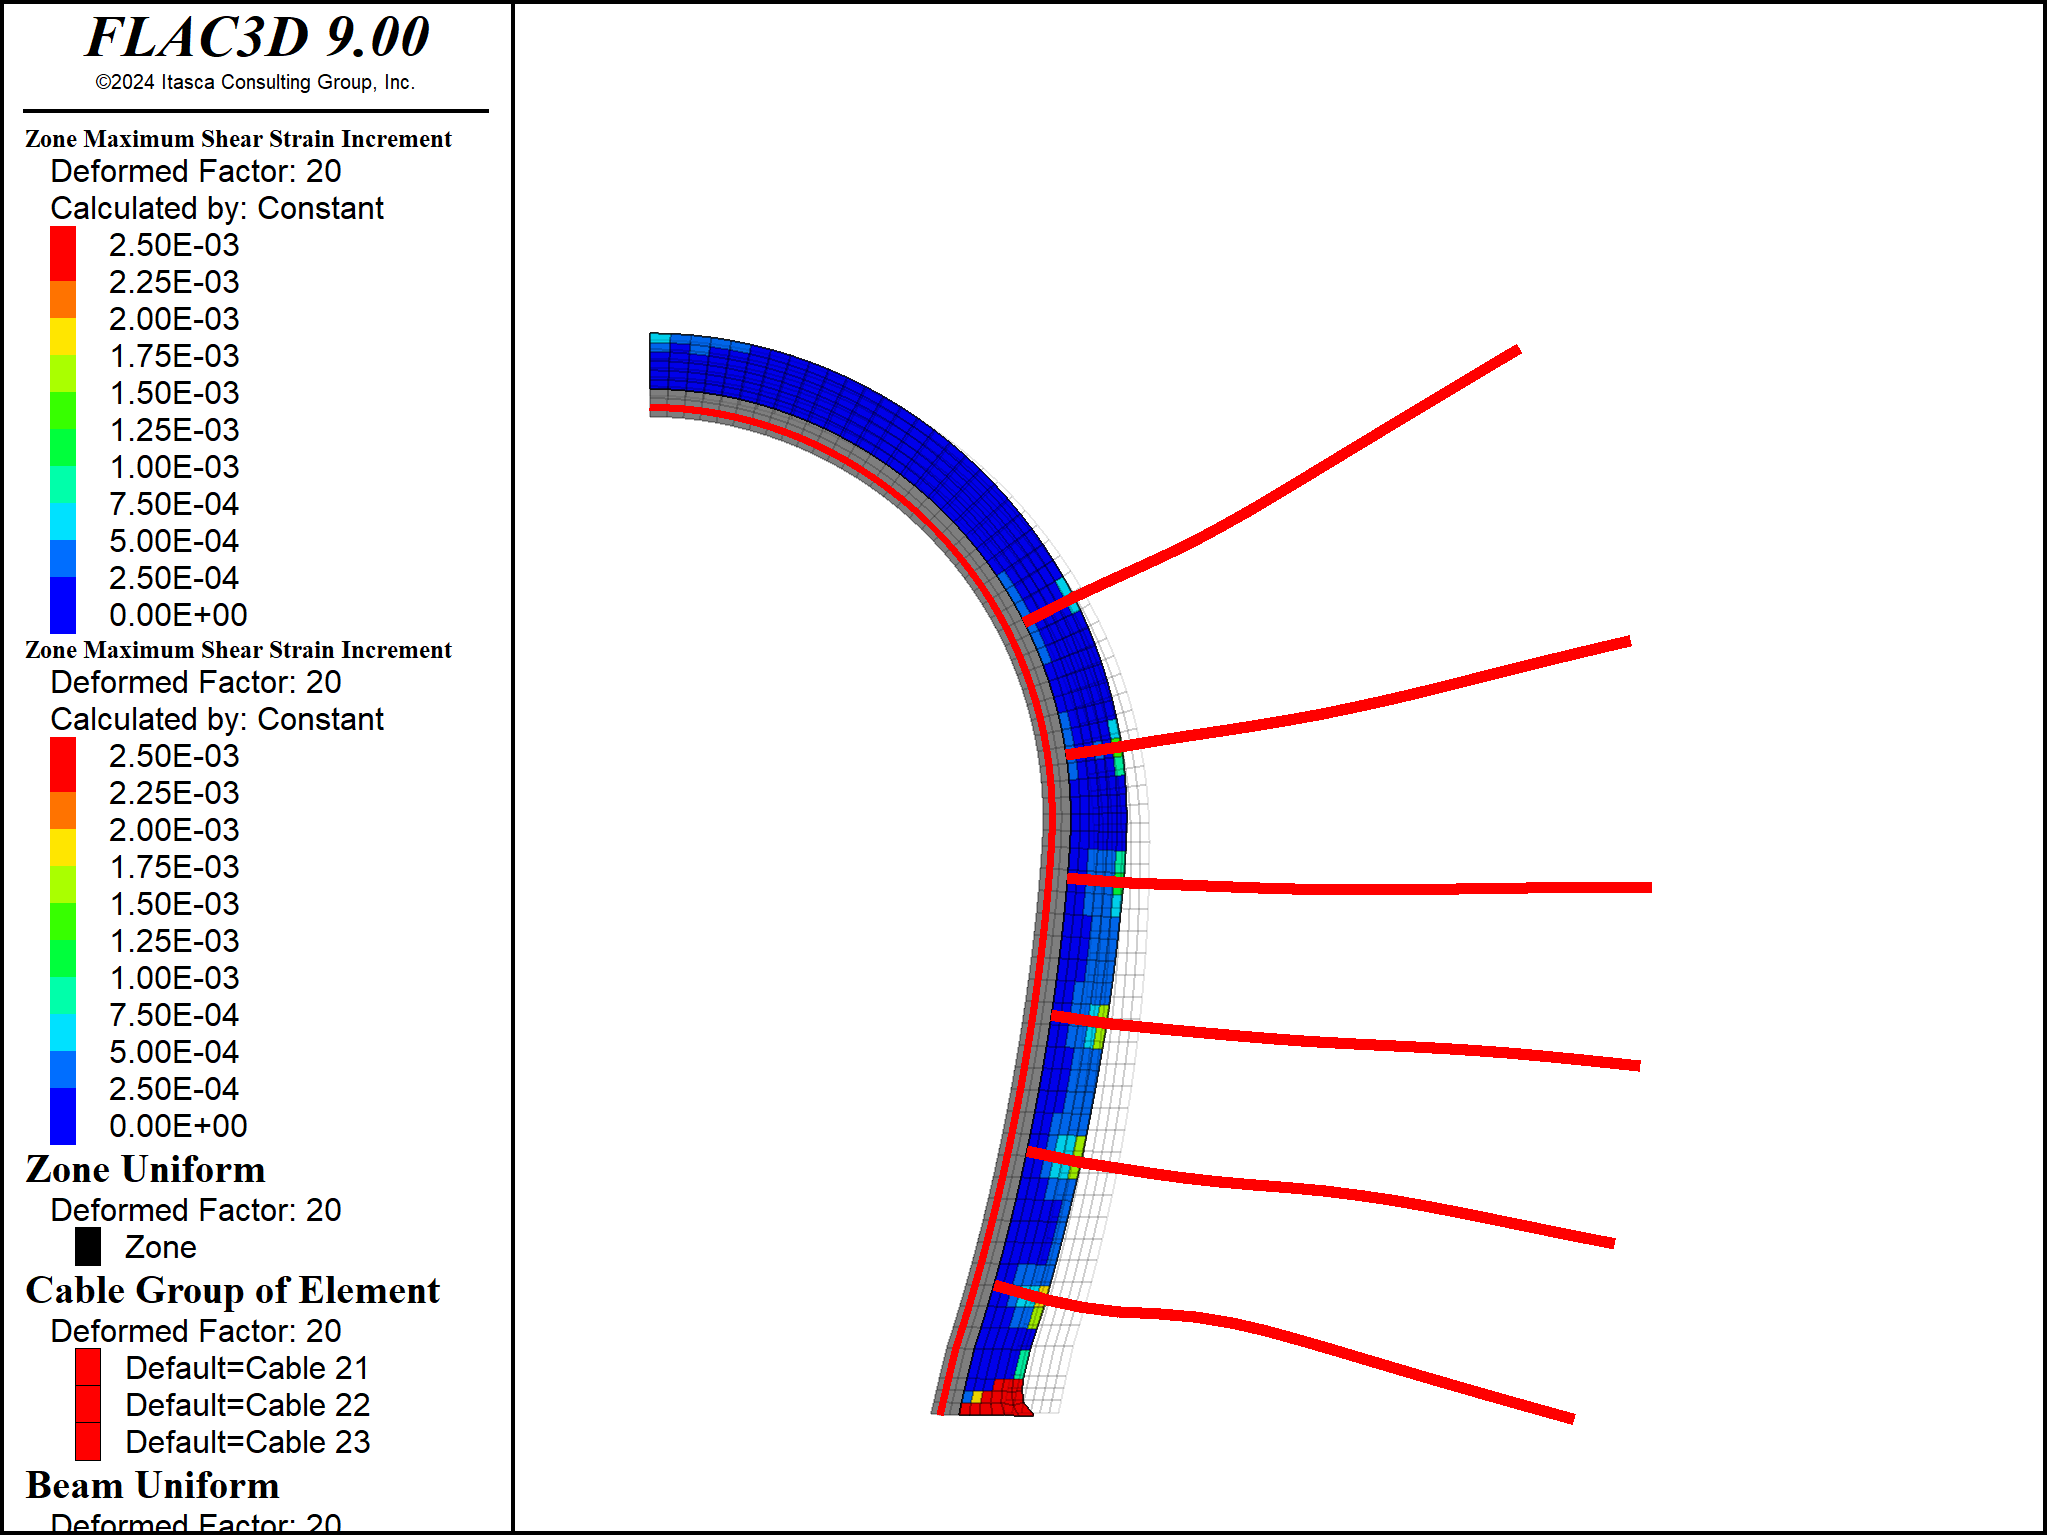 FLAC3D 9.00
©2024 Itasca Consulting Group, Inc.
Zone Maximum Shear Strain Increment
Deformed Factor: 20
Calculated by: Constant
2.50E-03
2.25E-03
2.00E-03
1.75E-03
1.50E-03
1.25E-03
1.00E-03
7.50E-04
5.00E-04
2.50E-04
0.00E+00
Zone Maximum Shear Strain Increment
Deformed Factor: 20
Calculated by: Constant
2.50E-03
2.25E-03
2.00E-03
1.75E-03
1.50E-03
1.25E-03
1.00E-03
7.50E-04
5.00E-04
2.50E-04
0.00E+00
Zone Uniform
Deformed Factor: 20
Zone
Cable Group of Element
Deformed Factor: 20
Default=Cable 21
Default=Cable 22
Default=Cable 23
Beam Uniform
Deformed Factor: 20